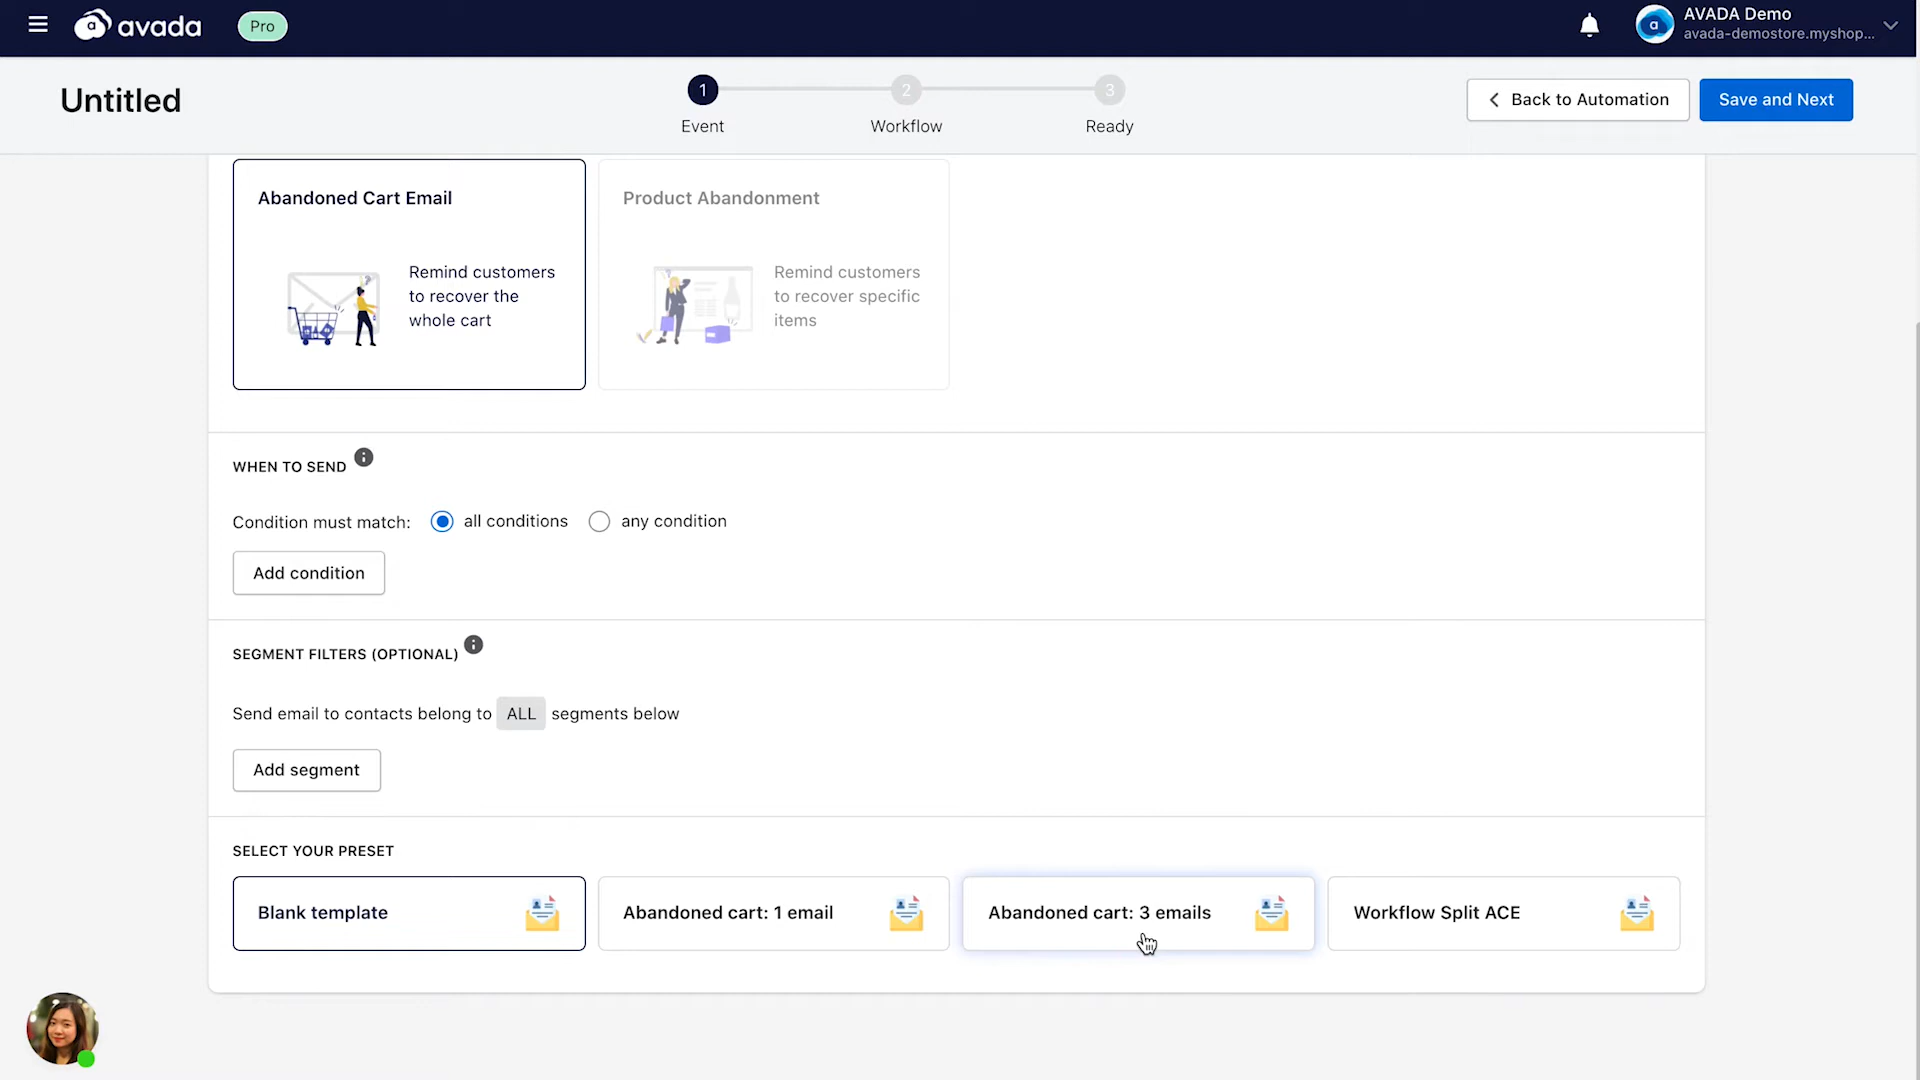 avada
Pro
AVADA Demo
avada-demostore.myshop...
Untitled
1
2
3
Event
Workflow
Ready
Back to Automation
Save and Next
Abandoned Cart Email
Remind customers
to recover the
whole cart
Product Abandonment
Remind customers
to recover specific
items
WHEN TO SEND
Condition must match:
all conditions
any condition
Add condition
SEGMENT FILTERS (OPTIONAL)
Send email to contacts belong to ALL segments below
Add segment
SELECT YOUR PRESET
Blank template
Abandoned cart: 1 email
Abandoned cart: 3 emails
Workflow Split ACE